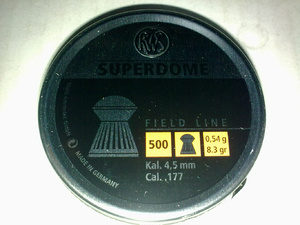 RWS
SUPERDOME
FIELD LINE
500
0,54 g
8.3 gr
Kal. 4,5 mm
Cal. .177
MADE IN GERMANY